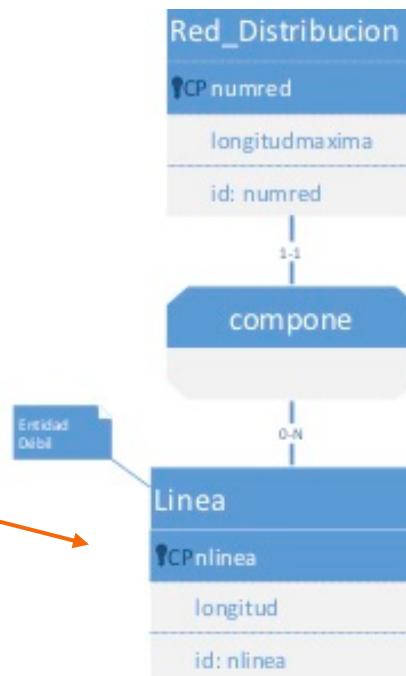 Red_Distribucion
CP numred
longitudmaxima
id: numred
1-1
compone
0-N
Entidad
Débil
Linea
CP nlinea
longitud
id: nlinea